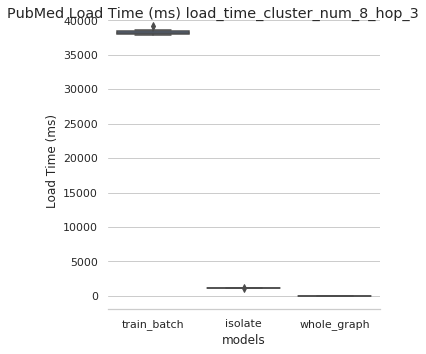 PubMed Load Time (ms) load_time_cluster_num_8_hop_3
40000
35000
30000
25000
20000
15000
10000
5000
0
Load Time (ms)
train_batch
isolate
whole_graph
models